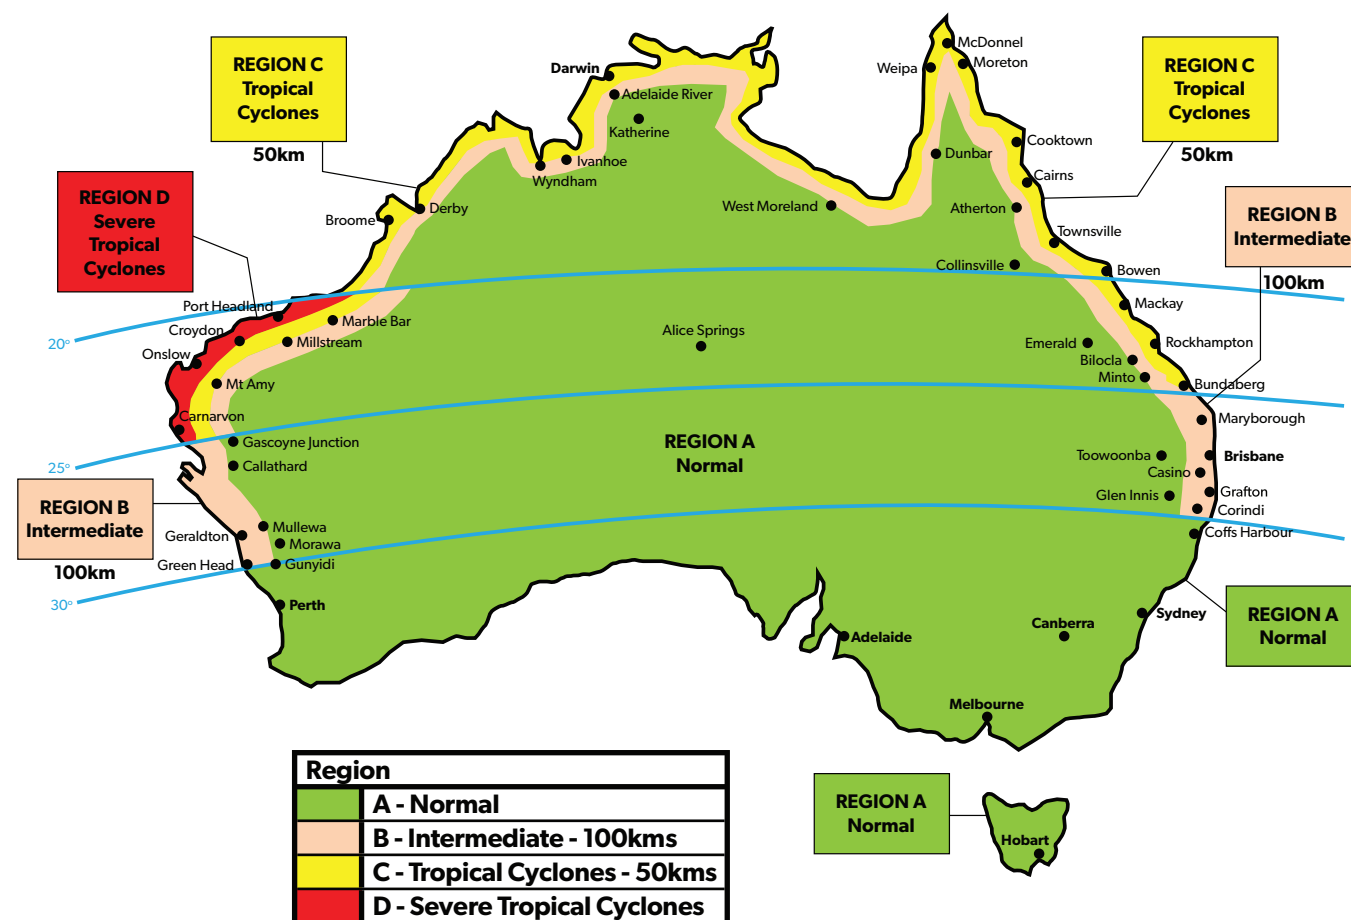 REGION C
Tropical
Cyclones
50km
REGION D
Severe
Tropical
Cyclones
REGION C
Tropical
Cyclones
50km
REGION B
Intermediate
100km
McDonnel
Moreton
Weipa
Darwin
Adelaide River
Katherine
Ivanhoe
Wyndham
Dunbar
Cooktown
Cairns
Derby
Broome
West Moreland
Atherton
Townsville
Collinsville
Bowen
Port Headland
Croydon
Marble Bar
Mackay
20°
Onslow
Millstream
Alice Springs
Emerald
Rockhampton
Bilocla
Minto
Mt Amy
Bundaberg
Carnarvon
Maryborough
Gascoyne Junction
REGION A
Normal
25°
Callathard
Toowoonba
Brisbane
Casino
REGION B
Intermediate
100km
Glen Innis
Grafton
Corindi
Mullewa
Geraldton
Morawa
Coffs Harbour
Green Head
Gunyidi
30°
Perth
Sydney
REGION A
Normal
Canberra
Adelaide
Melbourne
Region
A - Normal
B - Intermediate - 100kms
C - Tropical Cyclones - 50kms
D - Severe Tropical Cyclones
REGION A
Normal
Hobart